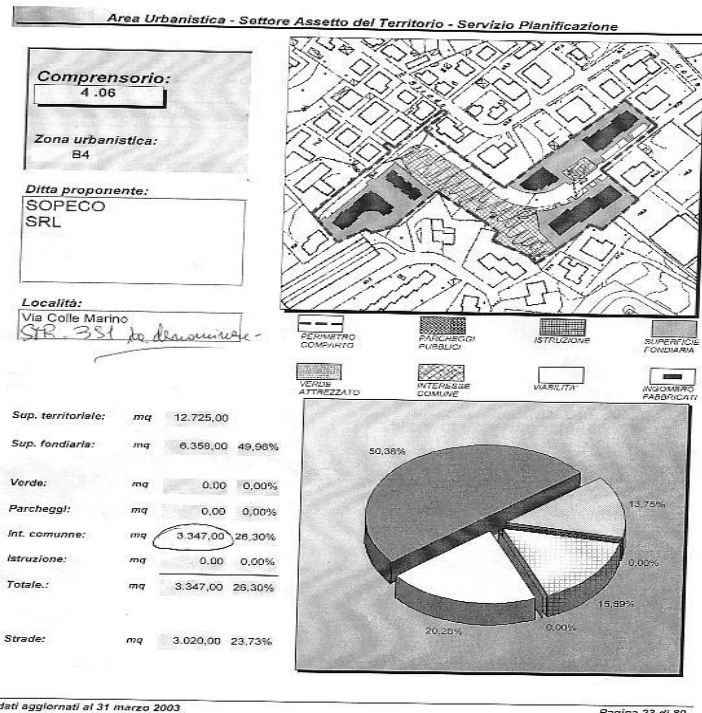 Area Urbanistica - Settore Assetto del Territorio - Servizio Planificazione
Comprensorio:
4 .06
Zona urbanistica:
B4
Ditta proponente:
SOPECO
SRL
Località:
Via Colle Marino
STR. 381 da denominare
PERIMETRO COMPARTO
PARCHEGGI PUBBLICI
ISTRUZIONE
SUPERFICIE FONDIARIA
VERDE ATTREZZATO
INTERESSE COMUNE
VIABILITA'
INGOMBRO FABBRICATI
Sup. territoriele: mq 12.725,00
Sup. fondiaria: mq 6.358,00 49,96%
Verde: mq 0,00 0,00%
Parcheggi: mq 0,00 0,00%
Int. comunne: mq 3.347,00 26,30%
Istruzione: mq 0,00 0,00%
Totale.: mq 3.347,00 26,30%
Strade: mq 3.020,00 23,73%
50,38%
13,75%
0,00%
15,59%
0,00%
20,28%
dati aggiornati al 31 marzo 2003
Pagina 23 di 80